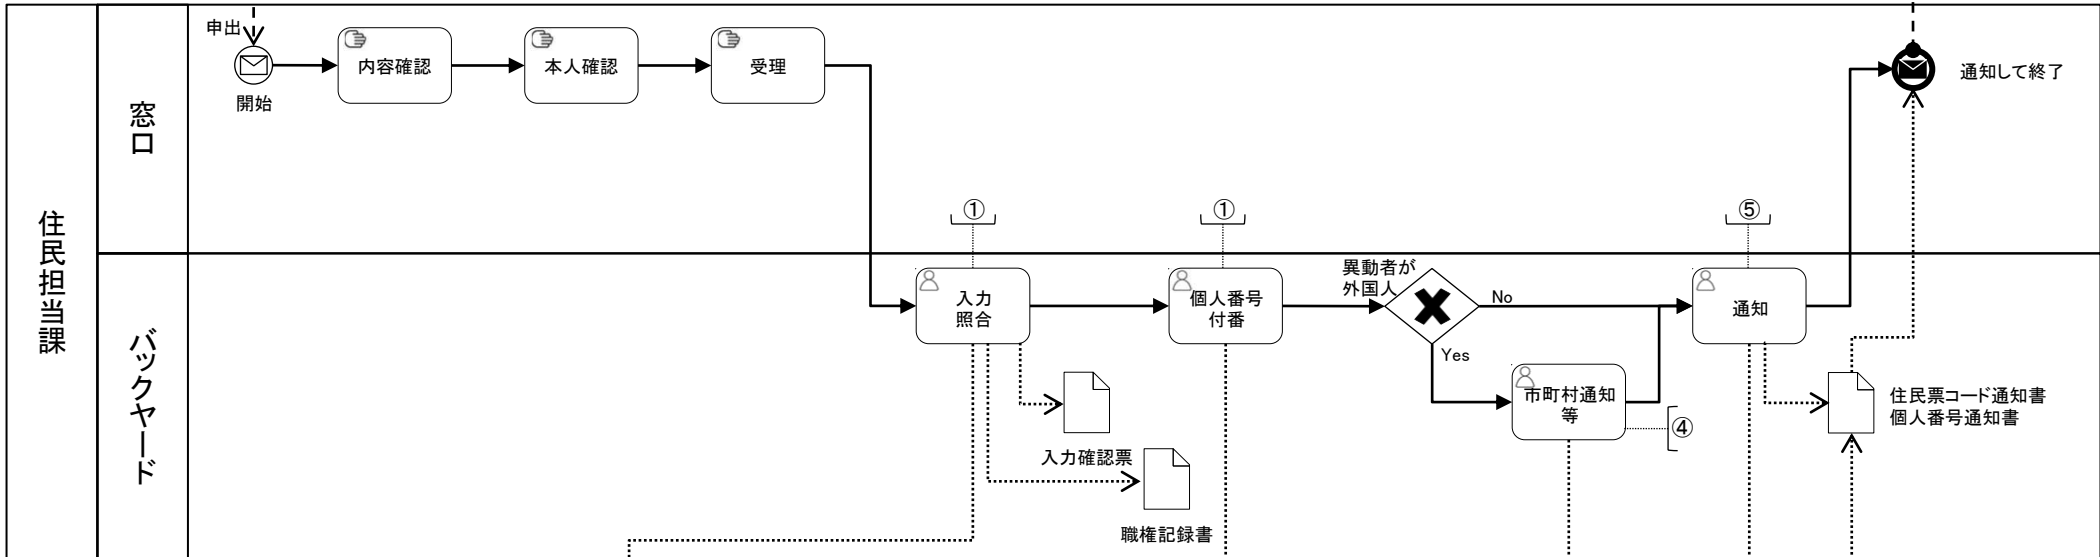 住民担当課
窓口
バックヤード
申出
開始
内容確認
本人確認
受理
通知して終了
①
①
⑤
入力
照合
個人番号
付番
異動者が
外国人
No
Yes
通知
市町村通知
等
④
入力確認票
職権記録書
住民票コード通知書
個人番号通知書